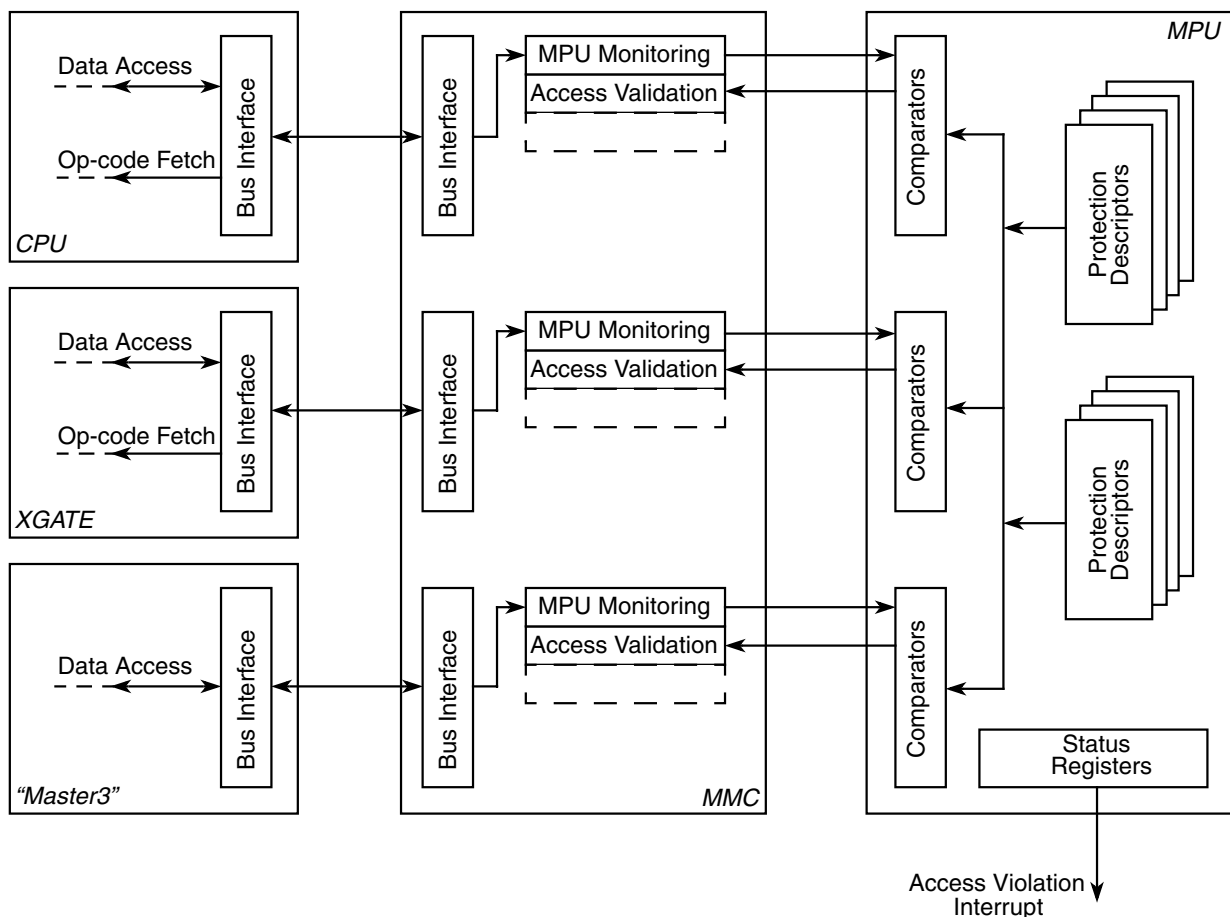 MPU
Data Access
Op-code Fetch
Bus Interface
CPU
Bus Interface
MPU Monitoring
Access Validation
Comparators
Protection
Descriptors
Data Access
Op-code Fetch
Bus Interface
XGATE
Bus Interface
MPU Monitoring
Access Validation
Comparators
Protection
Descriptors
Data Access
Bus Interface
“Master3”
Bus Interface
MPU Monitoring
Access Validation
MMC
Comparators
Status
Registers
Access Violation
Interrupt